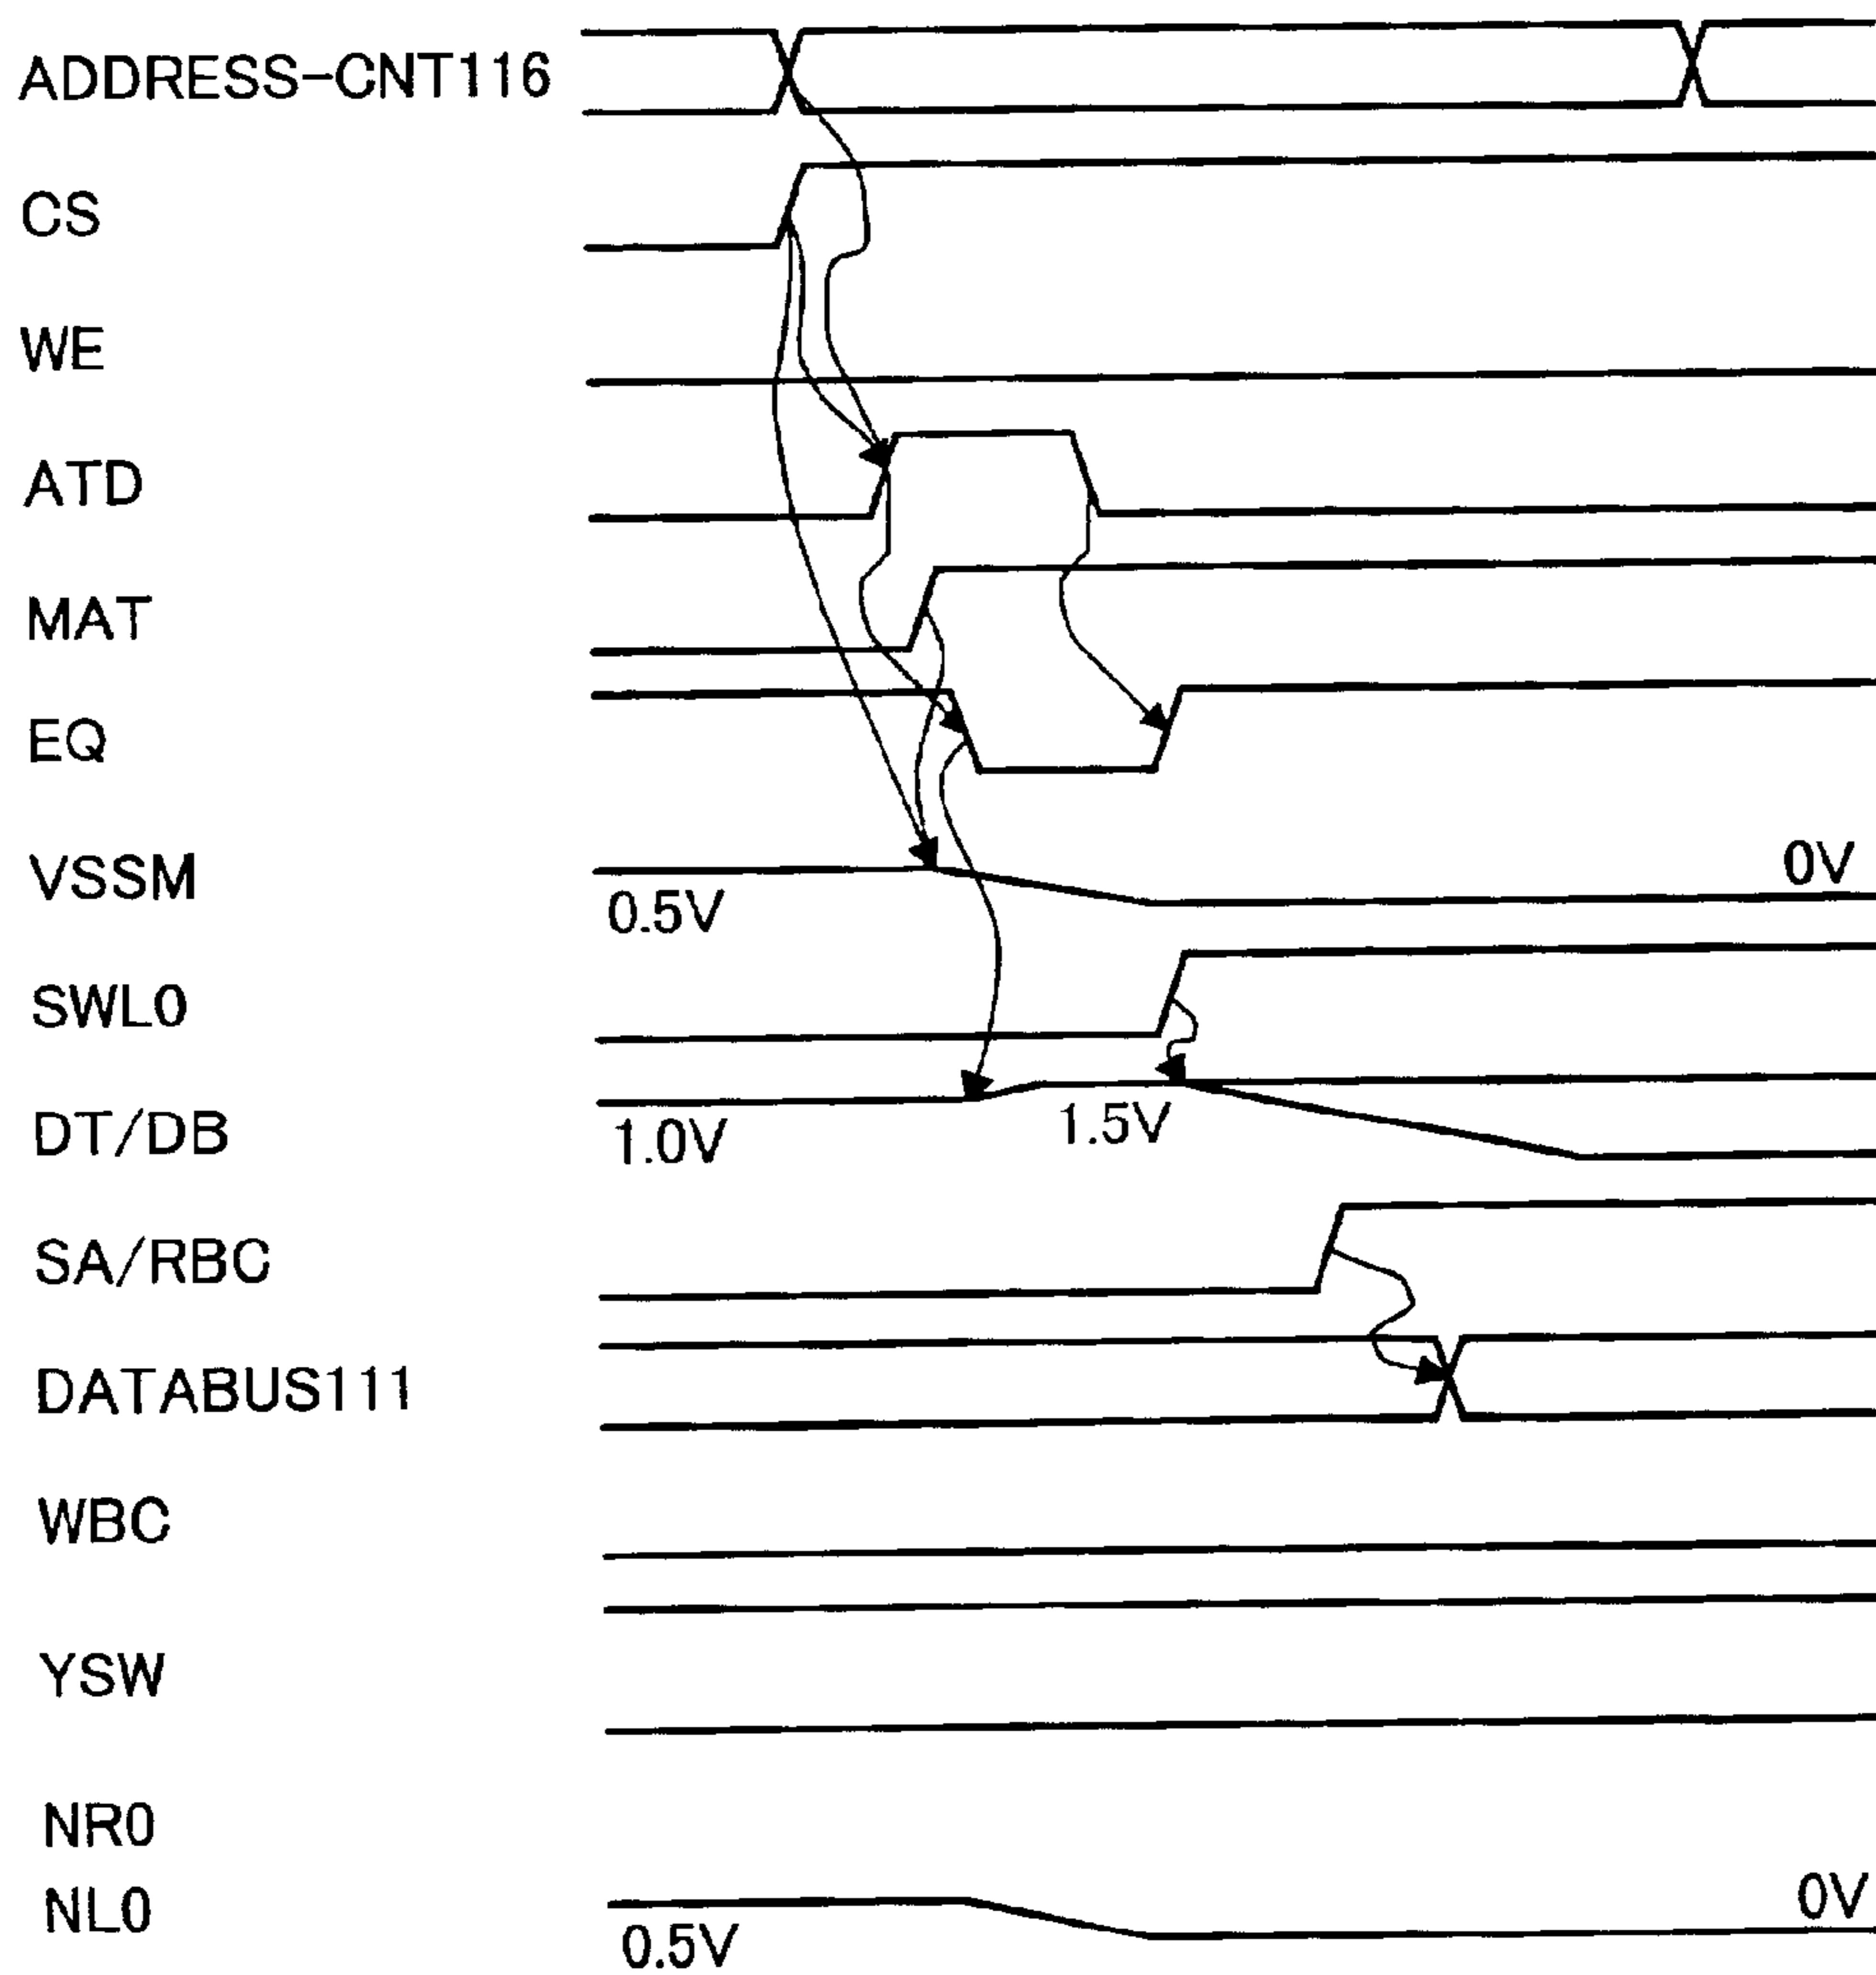 ADDRESS-CNT116
CS
WE
ATD
MAT
EQ
VSSM
0.5V
0V
SWL0
DT/DB
1.0V
1.5V
SA/RBC
DATABUS111
WBC
YSW
NR0
NL0
0.5V
0V